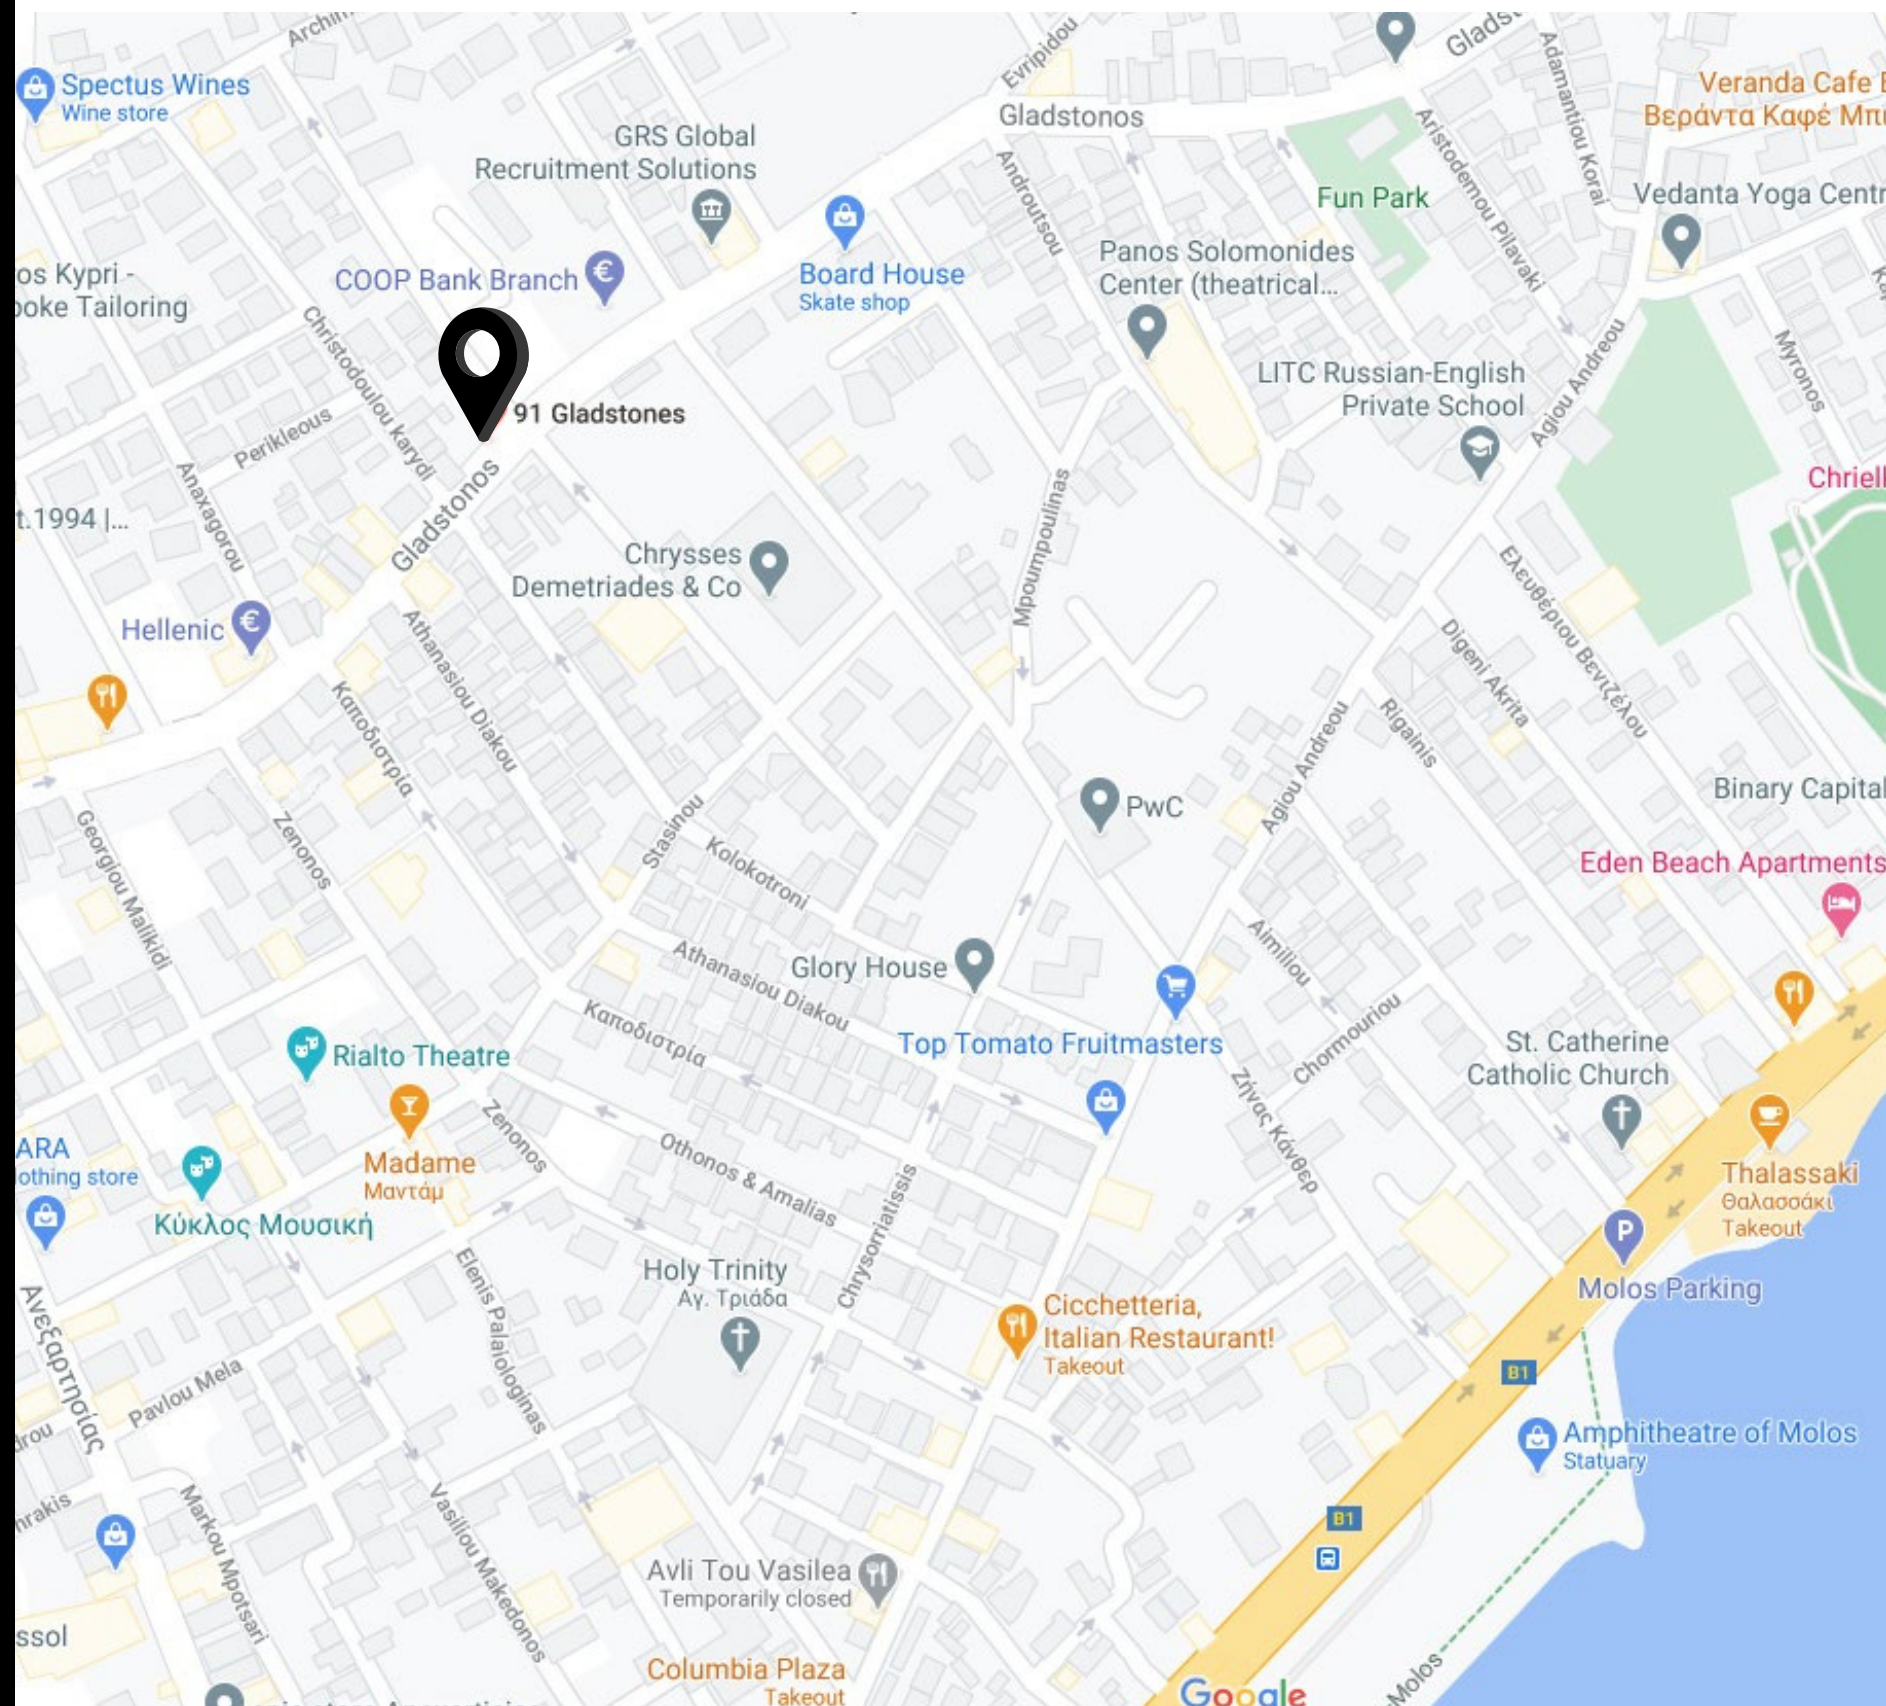 Archim
Evripidou
Gladst
Adamantiou Korai
Spectus Wines
Wine store
Veranda Cafe
Βεράντα Καφέ Μπ
Gladstonos
GRS Global
Recruitment Solutions
Androutsou
Aristodemou Pilavaki
Fun Park
Vedanta Yoga Centr
Board House
Skate shop
Panos Solomonides
Center (theatrical...
os Kypri -
oke Tailoring
COOP Bank Branch
Christodoulou karydi
Agiou Andreou
Myronos
LITC Russian-English
Private School
91 Gladstones
Perikleous
Anaxagorou
Gladstonos
Mpoumpoulinas
Chriell
t.1994 |...
Chrysses
Demetriades & Co
Ελευθέριου Βενιζέλου
Hellenic
Athanasiou Diakou
Digeni Akrita
Καποδιστρία
Rigainis
Agiou Andreou
PwC
Binary Capital
Georgiou Malikidi
Zenonos
Stasinou
Kolokotroni
Eden Beach Apartments
Aimiliou
Athanasiou Diakou
Glory House
Καποδιστρία
Top Tomato Fruitmasters
Chormouriou
St. Catherine
Catholic Church
Rialto Theatre
Ζήνας Κάνθερ
Zenonos
Othonos & Amalias
ARA
othing store
Madame
Μαντάμ
Thalassaki
Θαλασσάκι
Takeout
Κύκλος Μουσική
Chrysorriatissis
P
Molos Parking
Elenis Palaiologinas
Holy Trinity
Αγ. Τριάδα
Cicchetteria,
Italian Restaurant!
Takeout
Ανεξαρτησίας
Pavlou Mela
B1
drou
Amphitheatre of Molos
Statuary
hrakis
Markou Mpotsari
Vasiliou Makedonos
B1
Avli Tou Vasilea
Temporarily closed
ssol
Columbia Plaza
Takeout
Google
-Molos